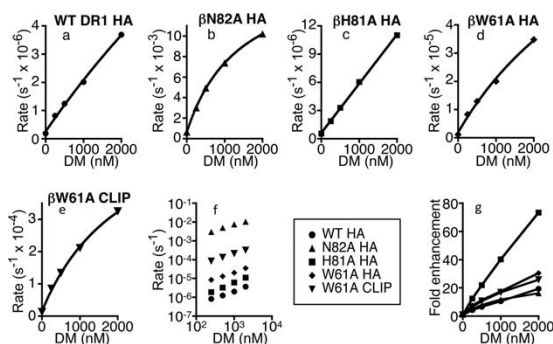 WT DR1 HA
βN82A HA
βH81A HA
βW61A HA
a
b
c
d
Rate (s⁻¹ x 10⁻⁶)
4
3
2
1
0
0 1000 2000
DM (nM)
Rate (s⁻¹ x 10⁻³)
10
8
6
4
2
0
0 1000 2000
DM (nM)
Rate (s⁻¹ x 10⁻⁶)
12
9
6
3
0
0 1000 2000
DM (nM)
Rate (s⁻¹ x 10⁻⁵)
4
3
2
1
0
0 1000 2000
DM (nM)
βW61A CLIP
e
f
g
Rate (s⁻¹ x 10⁻⁴)
3
2
1
0
0 1000 2000
DM (nM)
Rate (s⁻¹)
10⁻¹
10⁻²
10⁻³
10⁻⁴
10⁻⁵
10⁻⁶
10⁻⁷
10² 10³ 10⁴
DM (nM)
WT HA
N82A HA
H81A HA
W61A HA
W61A CLIP
Fold enhancement
80
60
40
20
0
0 1000 2000
DM (nM)